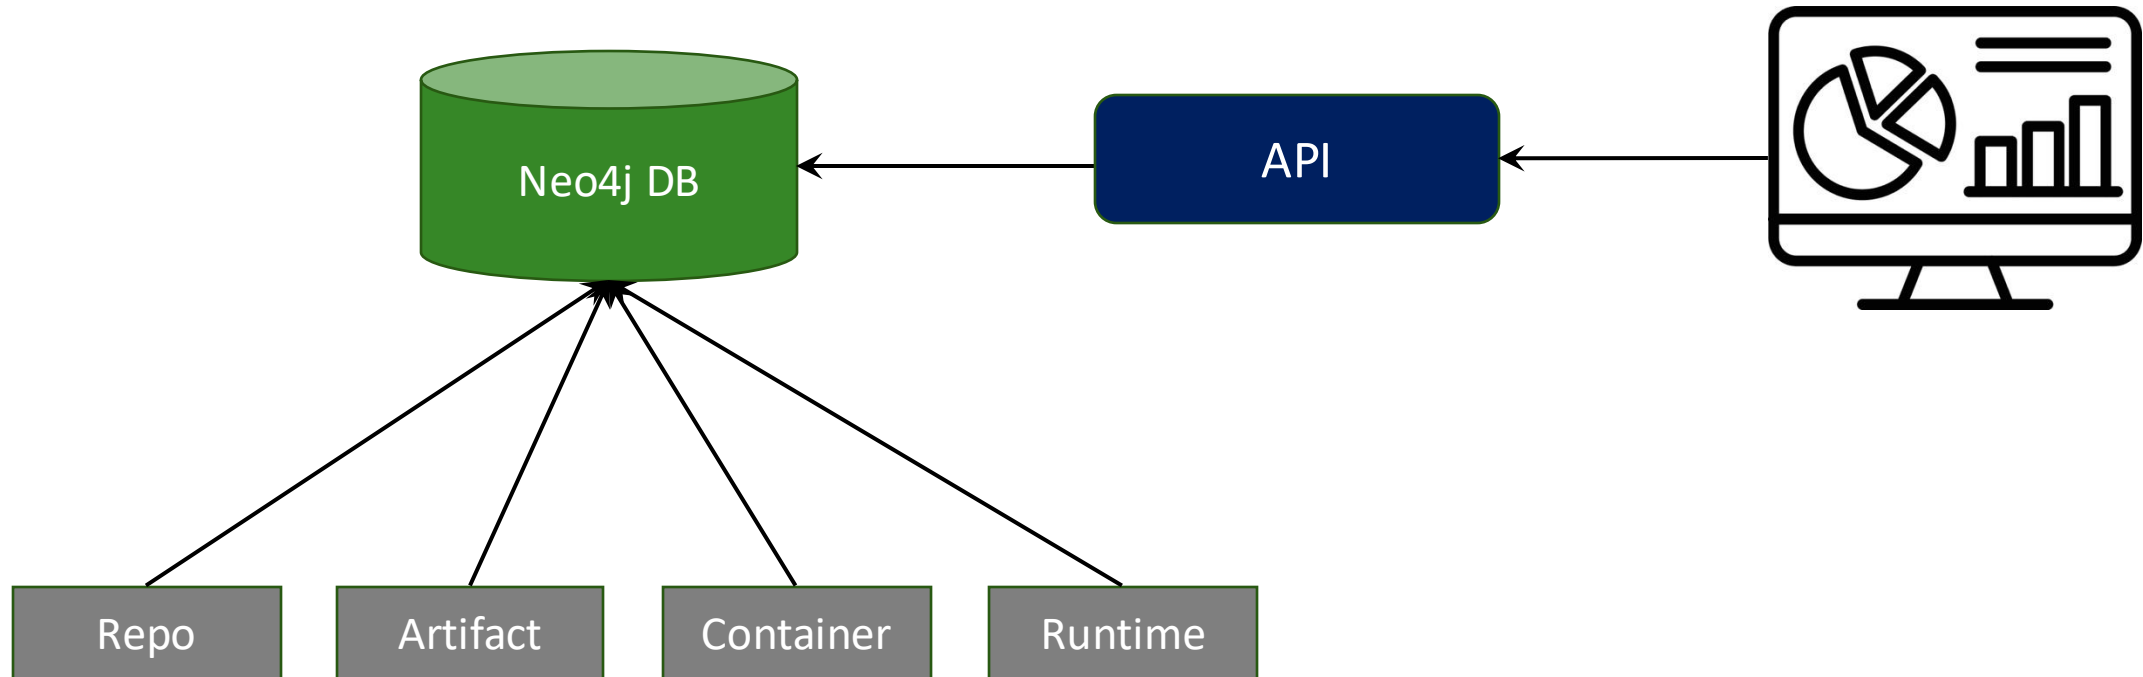 Neo4j DB
API
Repo
Artifact
Container
Runtime